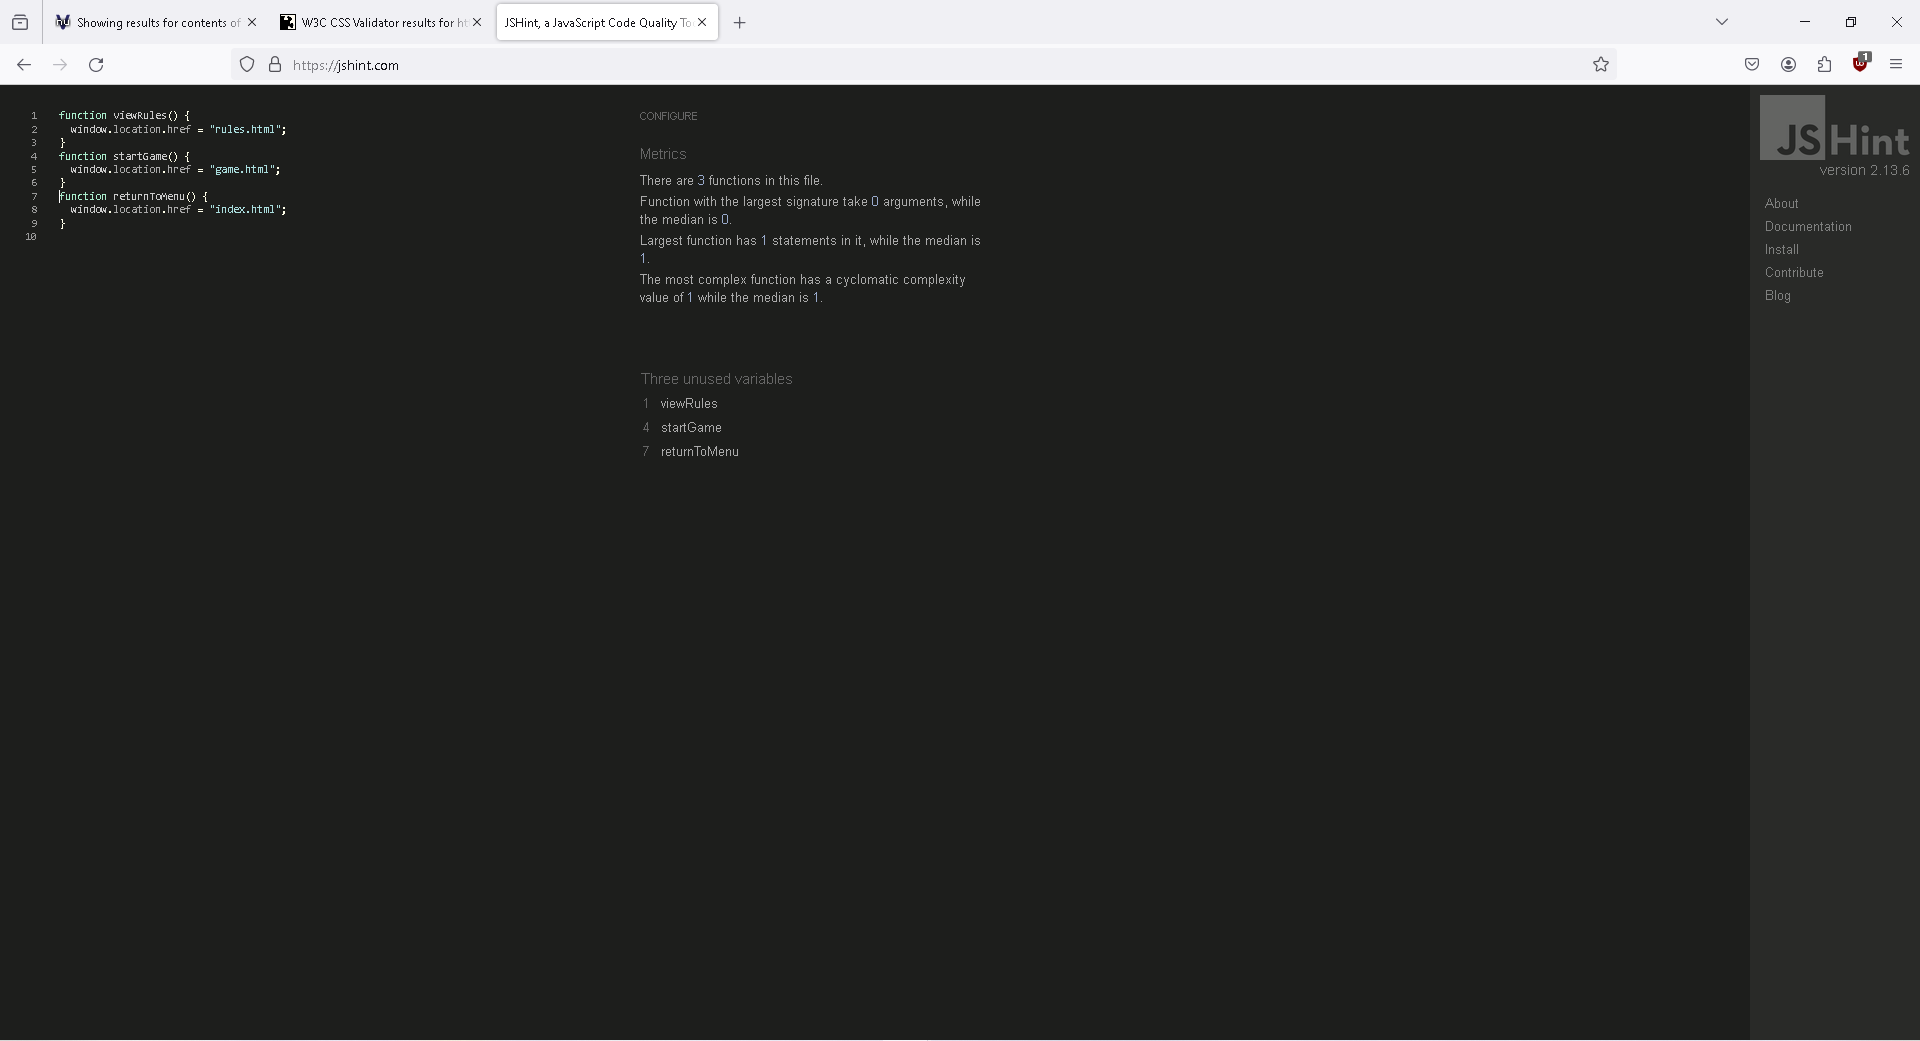 Showing results for contents of
W3C CSS Validator results for ht
JSHint, a JavaScript Code Quality To
https://jshint.com
1
1 function viewRules() {
2 window.location.href = "rules.html";
3 }
4 function startGame() {
5 window.location.href = "game.html";
6 }
7 function returnToMenu() {
8 window.location.href = "index.html";
9 }
10
CONFIGURE
Metrics
There are 3 functions in this file.
Function with the largest signature take 0 arguments, while
the median is 0.
Largest function has 1 statements in it, while the median is
1.
The most complex function has a cyclomatic complexity
value of 1 while the median is 1.
Three unused variables
1 viewRules
4 startGame
7 returnToMenu
JSHint
version 2.13.6
About
Documentation
Install
Contribute
Blog